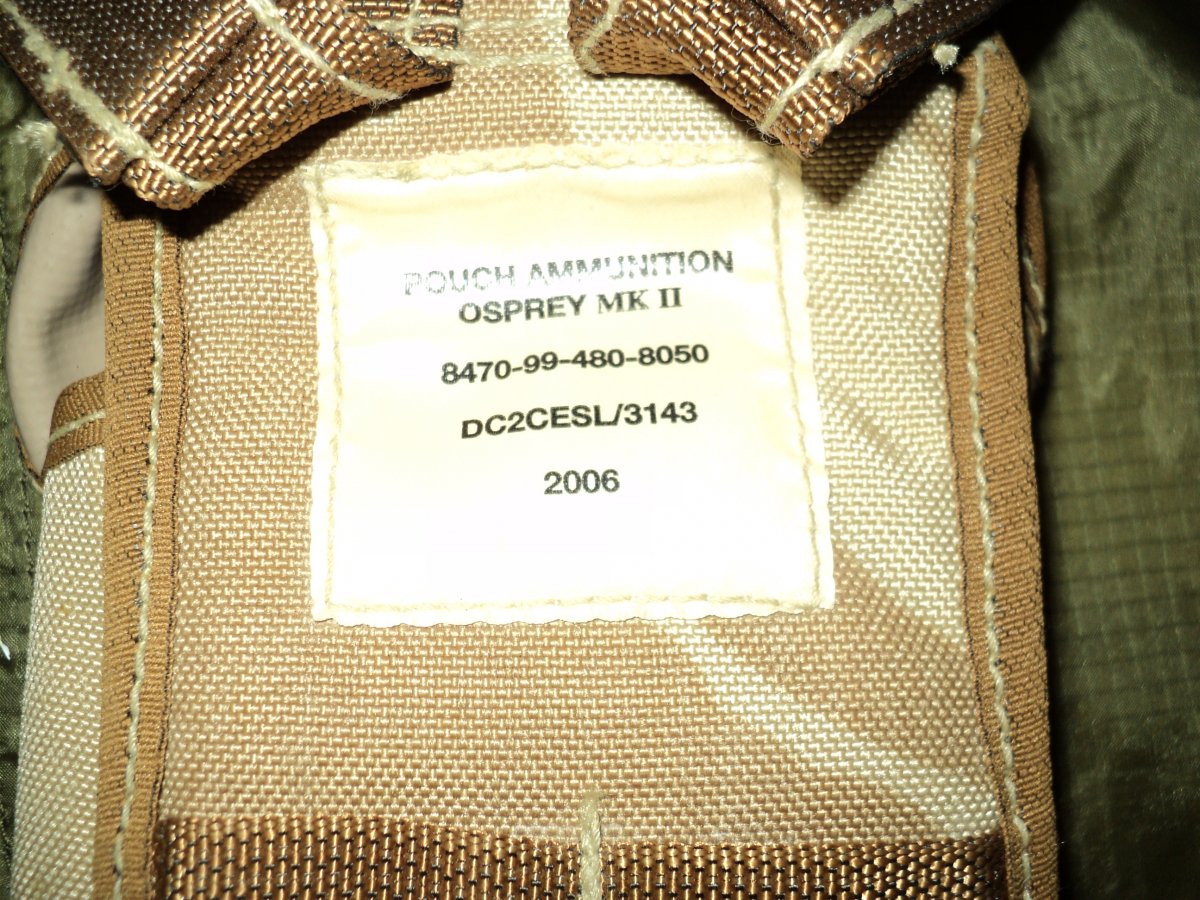 POUCH AMMUNITION
OSPREY MK II
8470-99-480-8050
DC2CESL/3143
2006